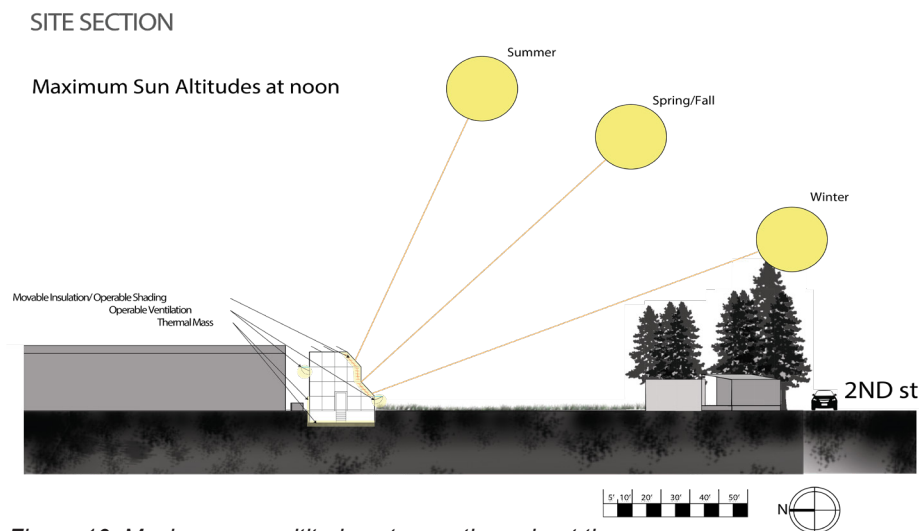 SITE SECTION
Maximum Sun Altitudes at noon
Summer
Spring/Fall
Winter
Movable Insulation/ Operable Shading
Operable Ventilation
Thermal Mass
2ND st
5' 10' 20' 30' 40' 50'
N